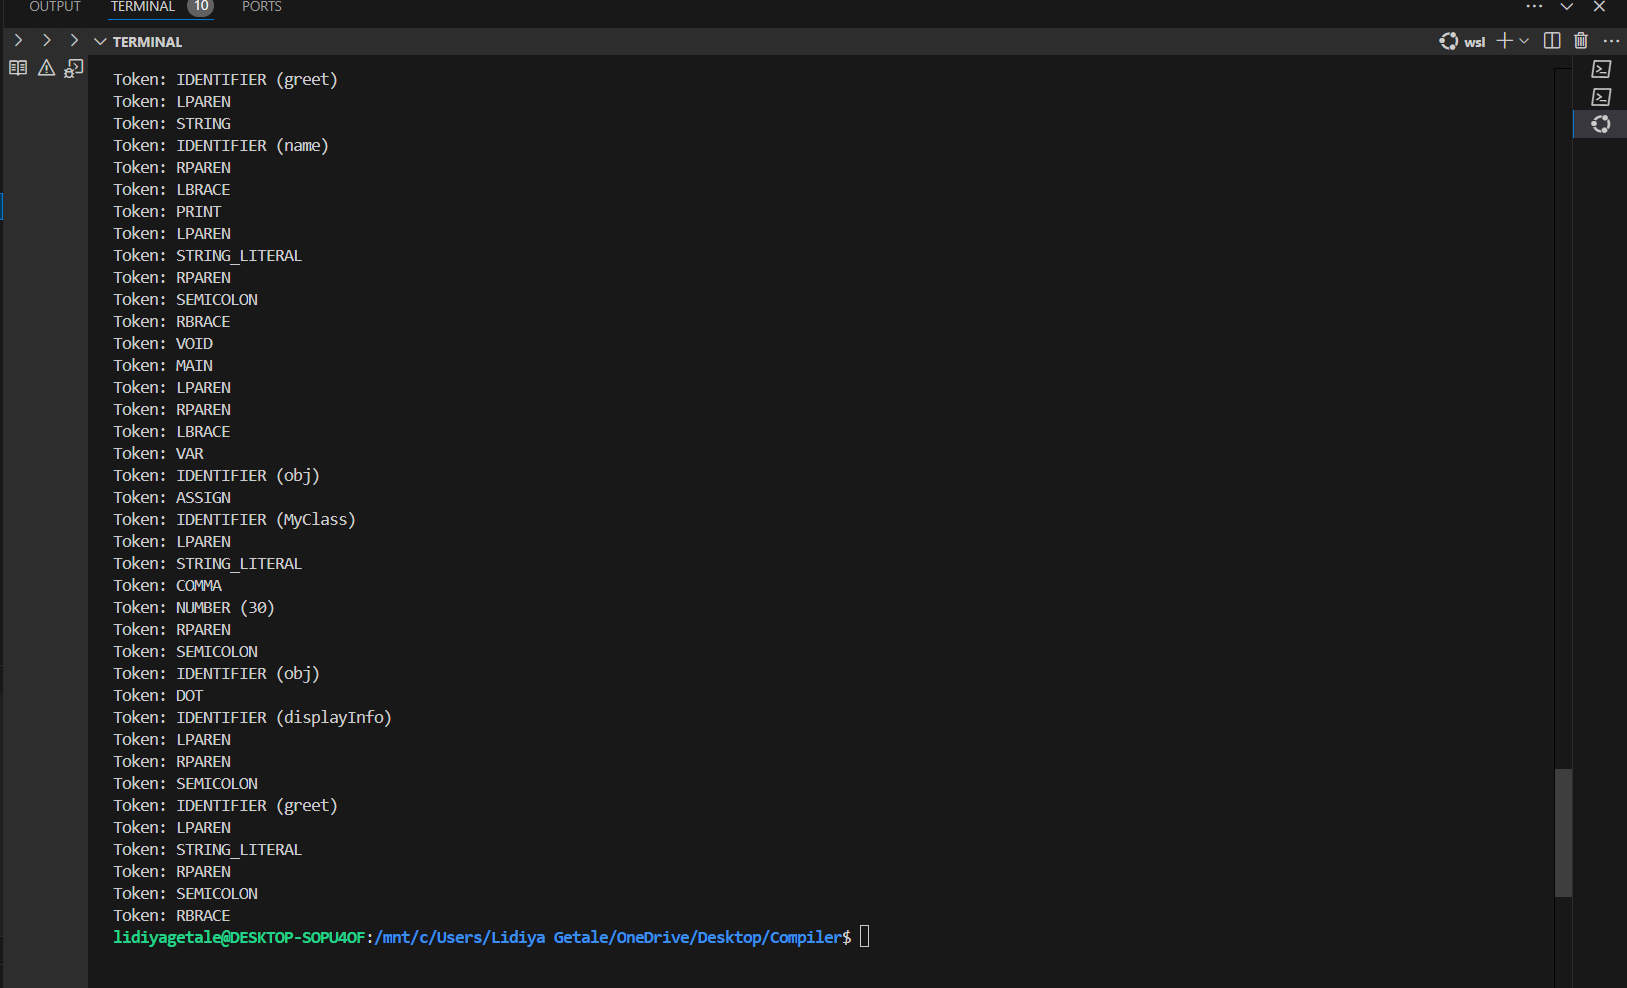 OUTPUT TERMINAL 10 PORTS
TERMINAL
wsl
Token: IDENTIFIER (greet)
Token: LPAREN
Token: STRING
Token: IDENTIFIER (name)
Token: RPAREN
Token: LBRACE
Token: PRINT
Token: LPAREN
Token: STRING_LITERAL
Token: RPAREN
Token: SEMICOLON
Token: RBRACE
Token: VOID
Token: MAIN
Token: LPAREN
Token: RPAREN
Token: LBRACE
Token: VAR
Token: IDENTIFIER (obj)
Token: ASSIGN
Token: IDENTIFIER (MyClass)
Token: LPAREN
Token: STRING_LITERAL
Token: COMMA
Token: NUMBER (30)
Token: RPAREN
Token: SEMICOLON
Token: IDENTIFIER (obj)
Token: DOT
Token: IDENTIFIER (displayInfo)
Token: LPAREN
Token: RPAREN
Token: SEMICOLON
Token: IDENTIFIER (greet)
Token: LPAREN
Token: STRING_LITERAL
Token: RPAREN
Token: SEMICOLON
Token: RBRACE
lidiyagetale@DESKTOP-SOPU4OF:/mnt/c/Users/Lidiya Getale/OneDrive/Desktop/Compiler$